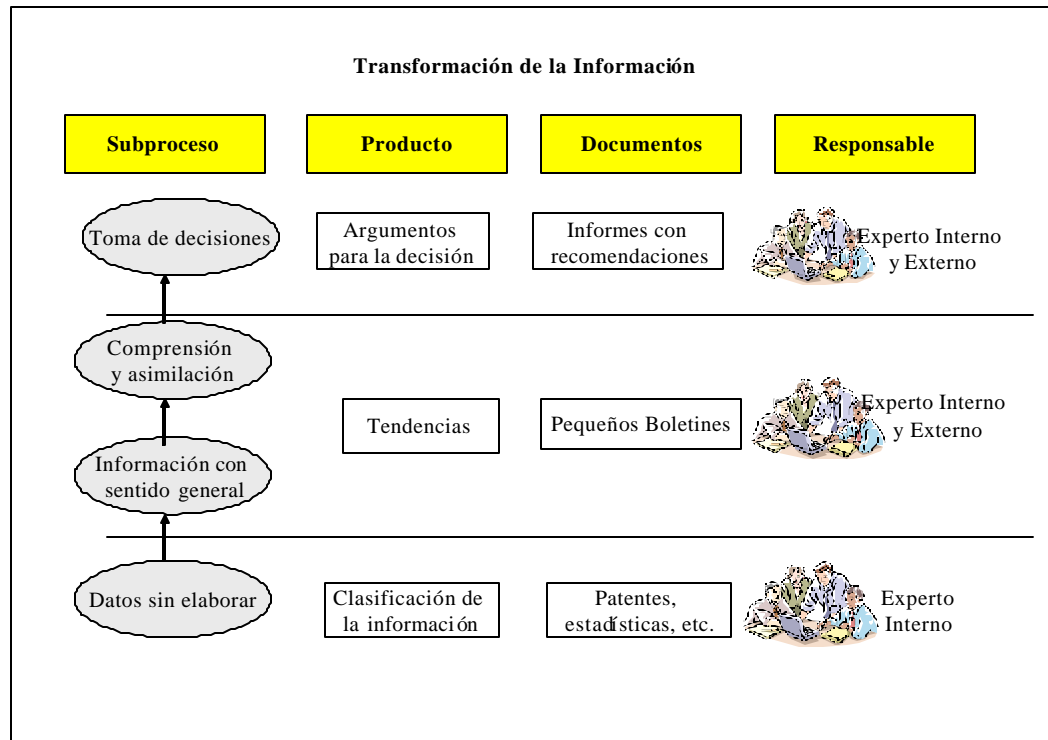 Transformación de la Información
Subproceso
Producto
Documentos
Responsable
Toma de decisiones
Argumentos
para la decisión
Informes con
recomendaciones
Experto Interno
y Externo
Comprensión
y asimilación
Información con
sentido general
Tendencias
Pequeños Boletines
Experto Interno
y Externo
Datos sin elaborar
Clasificación de
la información
Patentes,
estadísticas, etc.
Experto
Interno